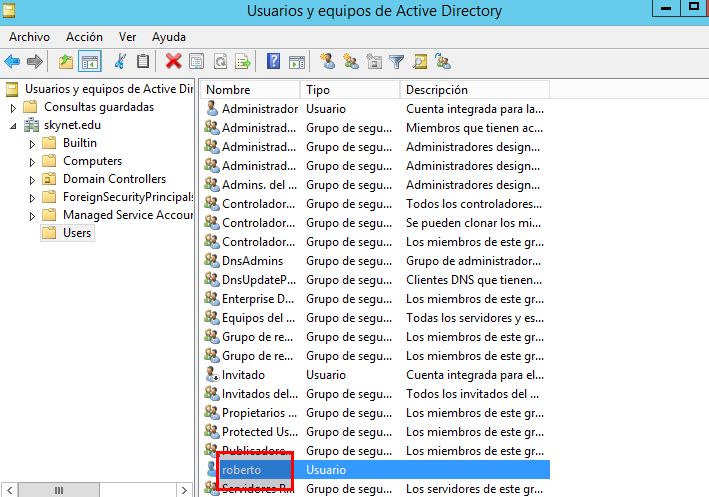 Usuarios y equipos de Active Directory
Archivo Acción Ver Ayuda
Usuarios y equipos de Active Dir
Consultas guardadas
skynet.edu
Builtin
Computers
Domain Controllers
ForeignSecurityPrincipals
Managed Service Accour
Users
Nombre Tipo Descripción
Administrador Usuario Cuenta integrada para la...
Administrad... Grupo de segu... Miembros que tienen ac...
Administrad... Grupo de segu... Administradores design...
Administrad... Grupo de segu... Administradores design...
Admins. del ... Grupo de segu... Administradores design...
Controlador... Grupo de segu... Todos los controladores...
Controlador... Grupo de segu... Se pueden clonar los mi...
Controlador... Grupo de segu... Los miembros de este gr...
DnsAdmins Grupo de segu... Grupo de administrador...
DnsUpdateP... Grupo de segu... Clientes DNS que tienen...
Enterprise D... Grupo de segu... Los miembros de este gr...
Equipos del ... Grupo de segu... Todas los servidores y es...
Grupo de re... Grupo de segu... Los miembros de este gr...
Grupo de re... Grupo de segu... Los miembros de este gr...
Invitado Usuario Cuenta integrada para el...
Invitados del... Grupo de segu... Todos los invitados del ...
Propietarios ... Grupo de segu... Los miembros de este gr...
Protected Us... Grupo de segu... Los miembros de este gr...
Publicadore... Grupo de segu... Los miembros de este gr...
roberto Usuario
Servidores R... Grupo de segu... Los servidores de este gr...